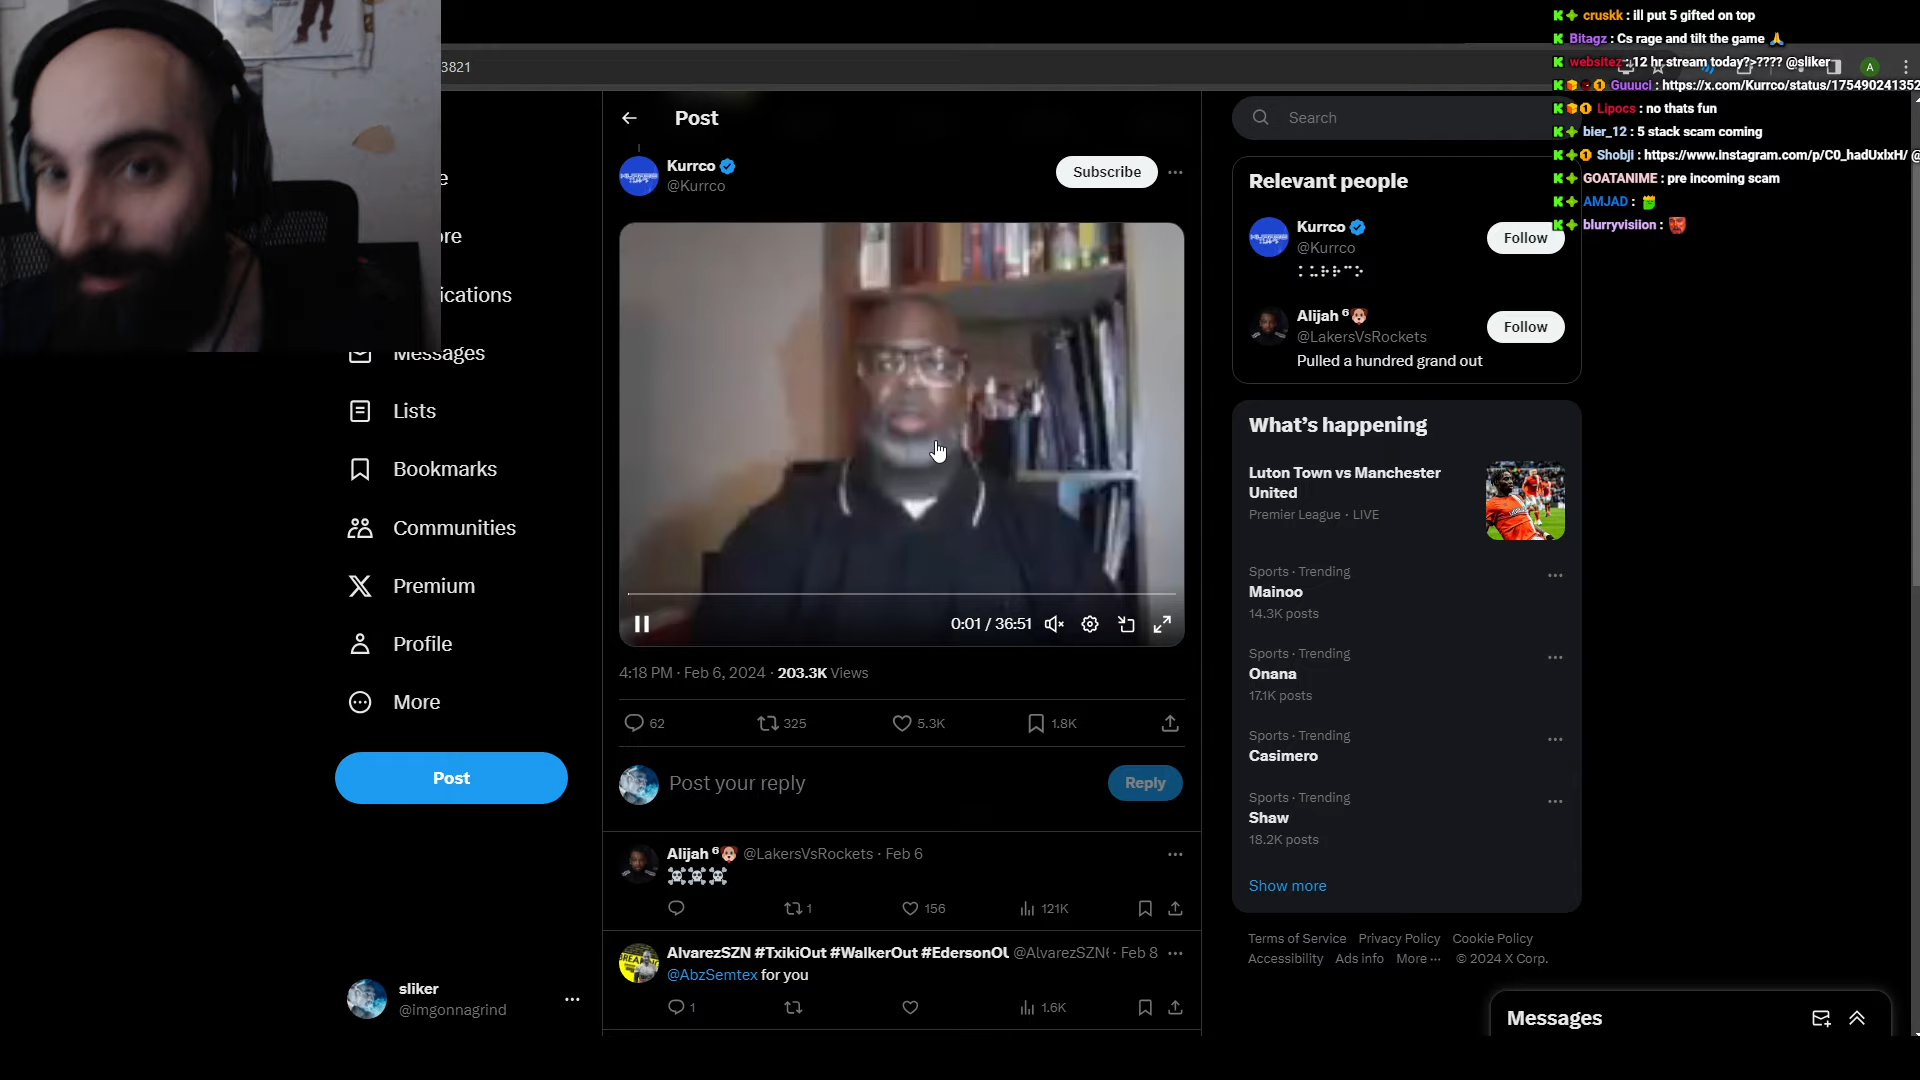 3821
Post
Kurrco
@Kurrco
Subscribe
0:01 / 36:51
4:18 PM · Feb 6, 2024 · 203.3K Views
62
325
5.3K
1.8K
Post your reply
Reply
Alijah ⁶🐶 @LakersVsRockets · Feb 6
☠️☠️☠️
1
156
121K
AlvarezSZN #TxikiOut #WalkerOut #EdersonOU @AlvarezSZN · Feb 8
@AbzSemtex for you
1
1.6K
ications
Messages
Lists
Bookmarks
Communities
Premium
Profile
More
Post
sliker
@imgonnagrind
Search
Relevant people
Kurrco
@Kurrco
Follow
Alijah ⁶🐶
@LakersVsRockets
Follow
Pulled a hundred grand out
What's happening
Luton Town vs Manchester
United
Premier League · LIVE
Sports · Trending
Mainoo
14.3K posts
Sports · Trending
Onana
17.1K posts
Sports · Trending
Casimero
Sports · Trending
Shaw
18.2K posts
Show more
Terms of Service Privacy Policy Cookie Policy
Accessibility Ads info More ··· © 2024 X Corp.
Messages
cruskk : ill put 5 gifted on top
Bitagz : Cs rage and tilt the game 🙏
websitez : 12 hr stream today?>???? @sliker
Guuuci : https://x.com/Kurrco/status/175490241352
Lipocs : no thats fun
bier_12 : 5 stack scam coming
Shobji : https://www.instagram.com/p/C0_hadUxlxH/ @
GOATANIME : pre incoming scam
AMJAD :
blurryvisiion :